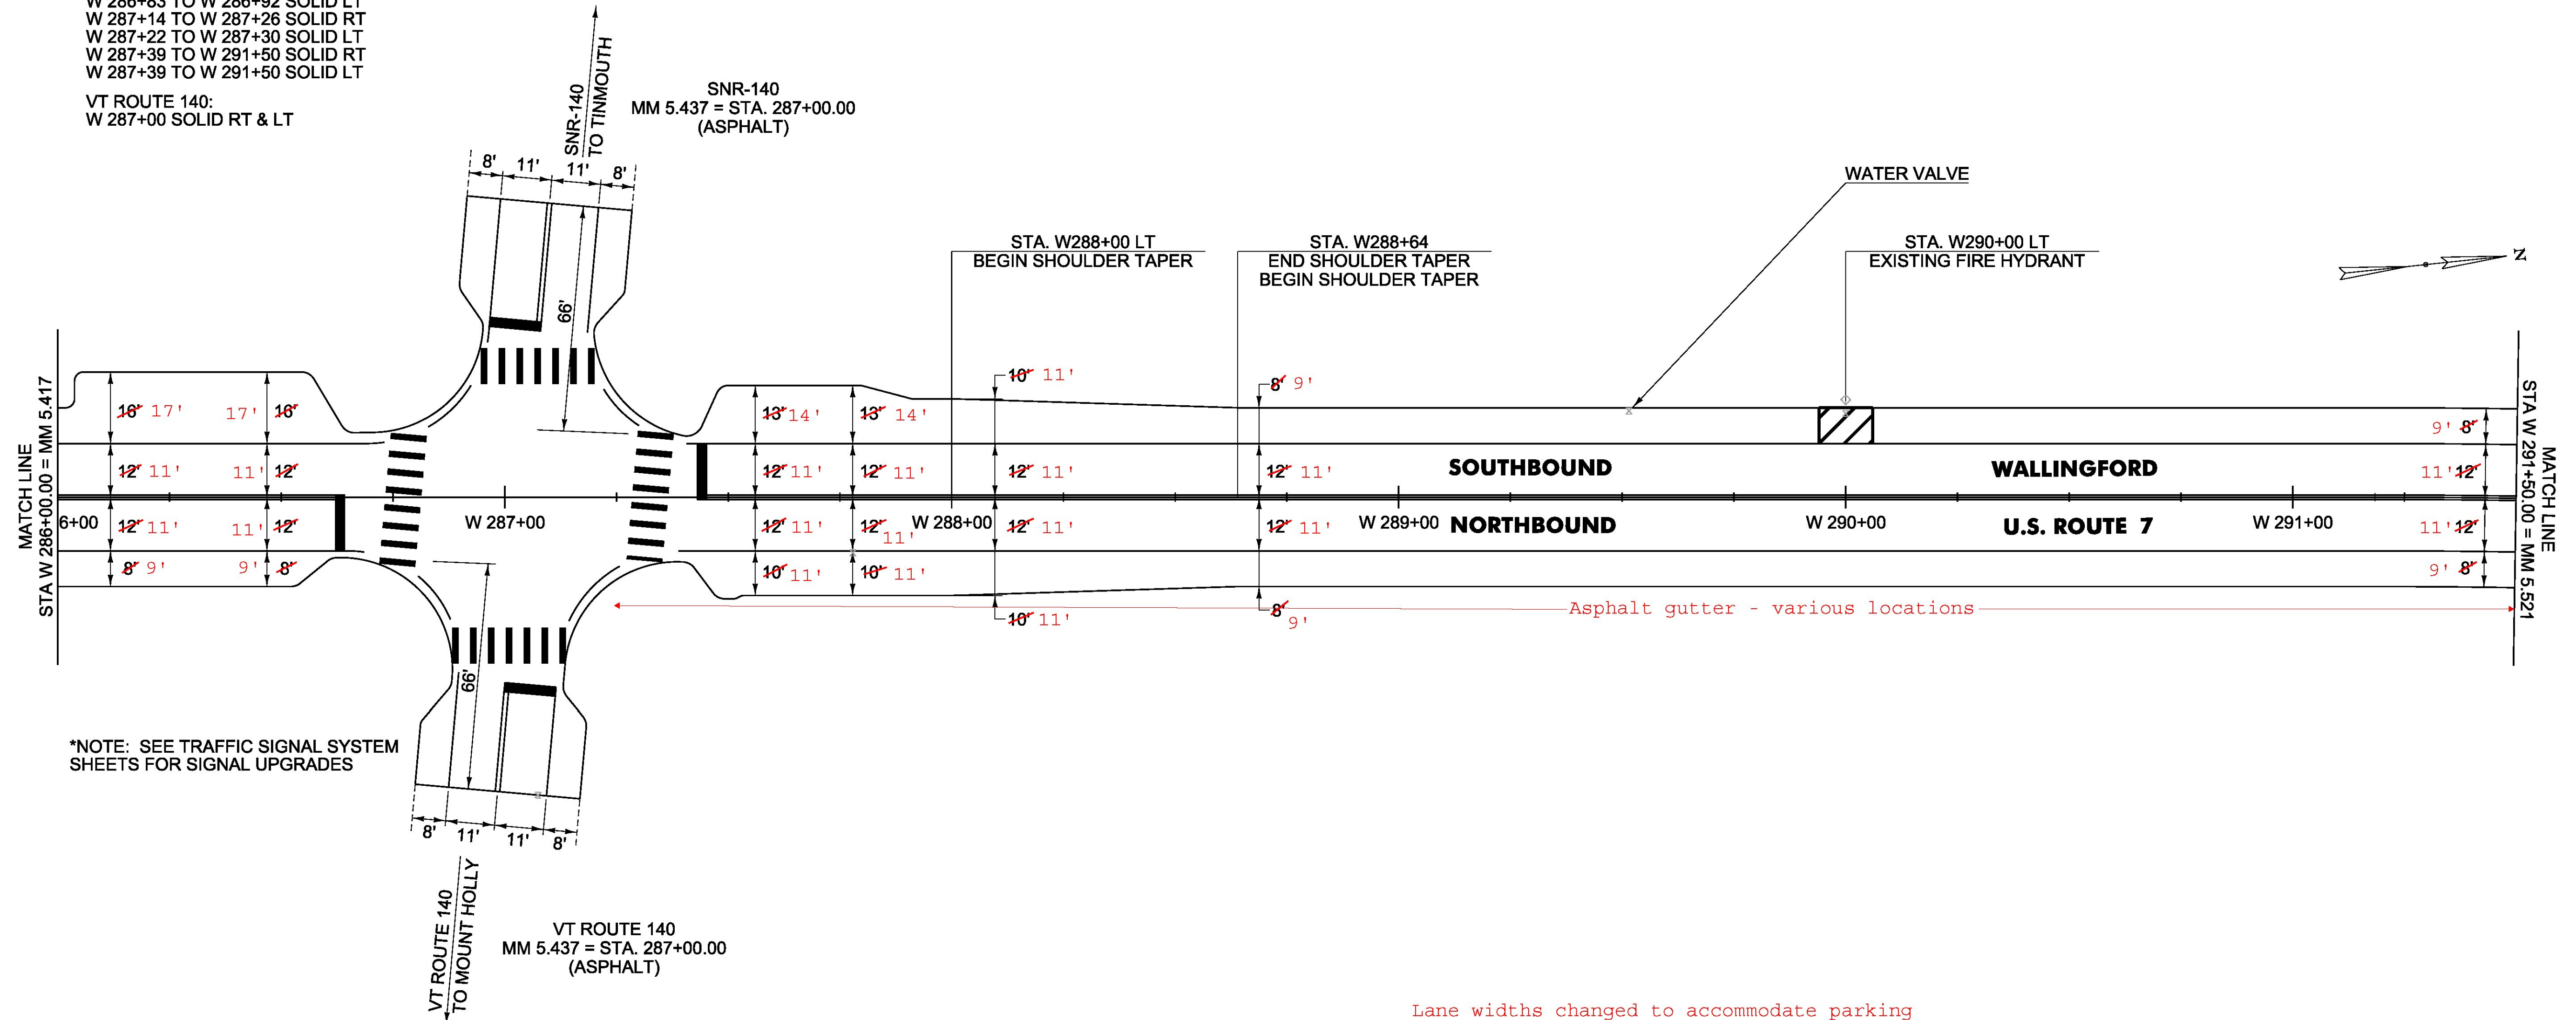 W 286+83 TO W 286+92 SOLID LT
W 287+14 TO W 287+26 SOLID RT
W 287+22 TO W 287+30 SOLID LT
W 287+39 TO W 291+50 SOLID RT
W 287+39 TO W 291+50 SOLID LT
VT ROUTE 140:
W 287+00 SOLID RT & LT
SNR-140
TO TINMOUTH
SNR-140
MM 5.437 = STA. 287+00.00
(ASPHALT)
8' 11' 11' 8'
66'
WATER VALVE
STA. W288+00 LT
BEGIN SHOULDER TAPER
STA. W288+64
END SHOULDER TAPER
BEGIN SHOULDER TAPER
STA. W290+00 LT
EXISTING FIRE HYDRANT
N
MATCH LINE
STA W 286+00.00 = MM 5.417
10' 11'
8' 9'
16' 17' 17' 16' 13' 14' 13' 14'
9' 8'
12' 11' 11' 12' 12' 11' 12' 11' 12' 11' 12' 11'
SOUTHBOUND WALLINGFORD
11' 12'
6+00 W 287+00 W 288+00 W 289+00 W 290+00 W 291+00
12' 11' 11' 12' 12' 11' 12' 11' 12' 11' 12' 11'
NORTHBOUND U.S. ROUTE 7
11' 12'
8' 9' 9' 8' 10' 11' 10' 11'
9' 8'
10' 11'
8' 9'
Asphalt gutter - various locations
MATCH LINE
STA W 291+50.00 = MM 5.521
66'
*NOTE: SEE TRAFFIC SIGNAL SYSTEM
SHEETS FOR SIGNAL UPGRADES
8' 11' 11' 8'
VT ROUTE 140
TO MOUNT HOLLY
VT ROUTE 140
MM 5.437 = STA. 287+00.00
(ASPHALT)
Lane widths changed to accommodate parking